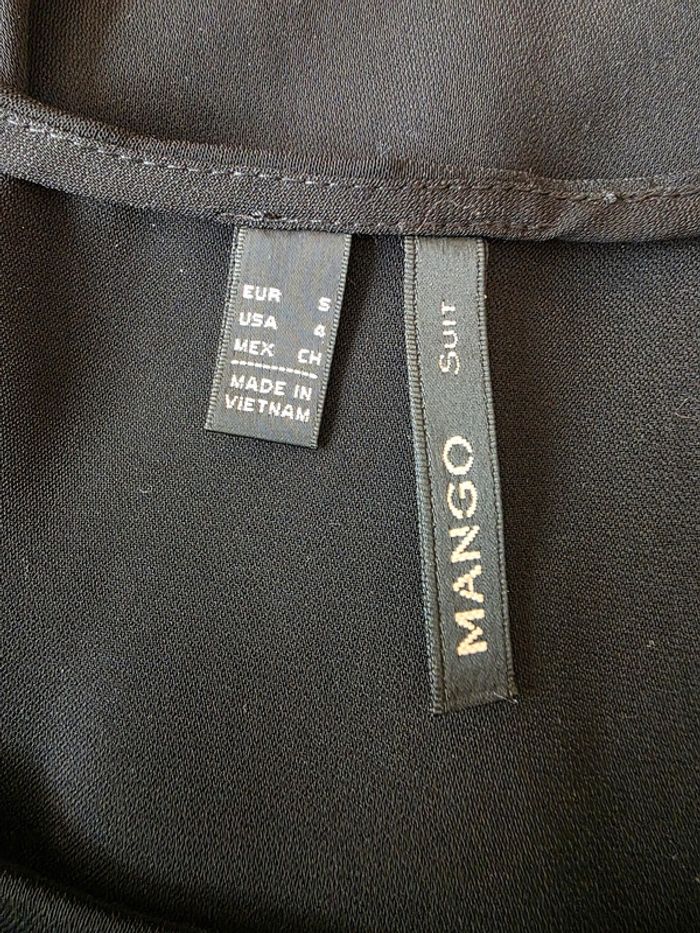 EUR S
USA 4
MEX CH
MADE IN
VIETNAM
MANGO Suit